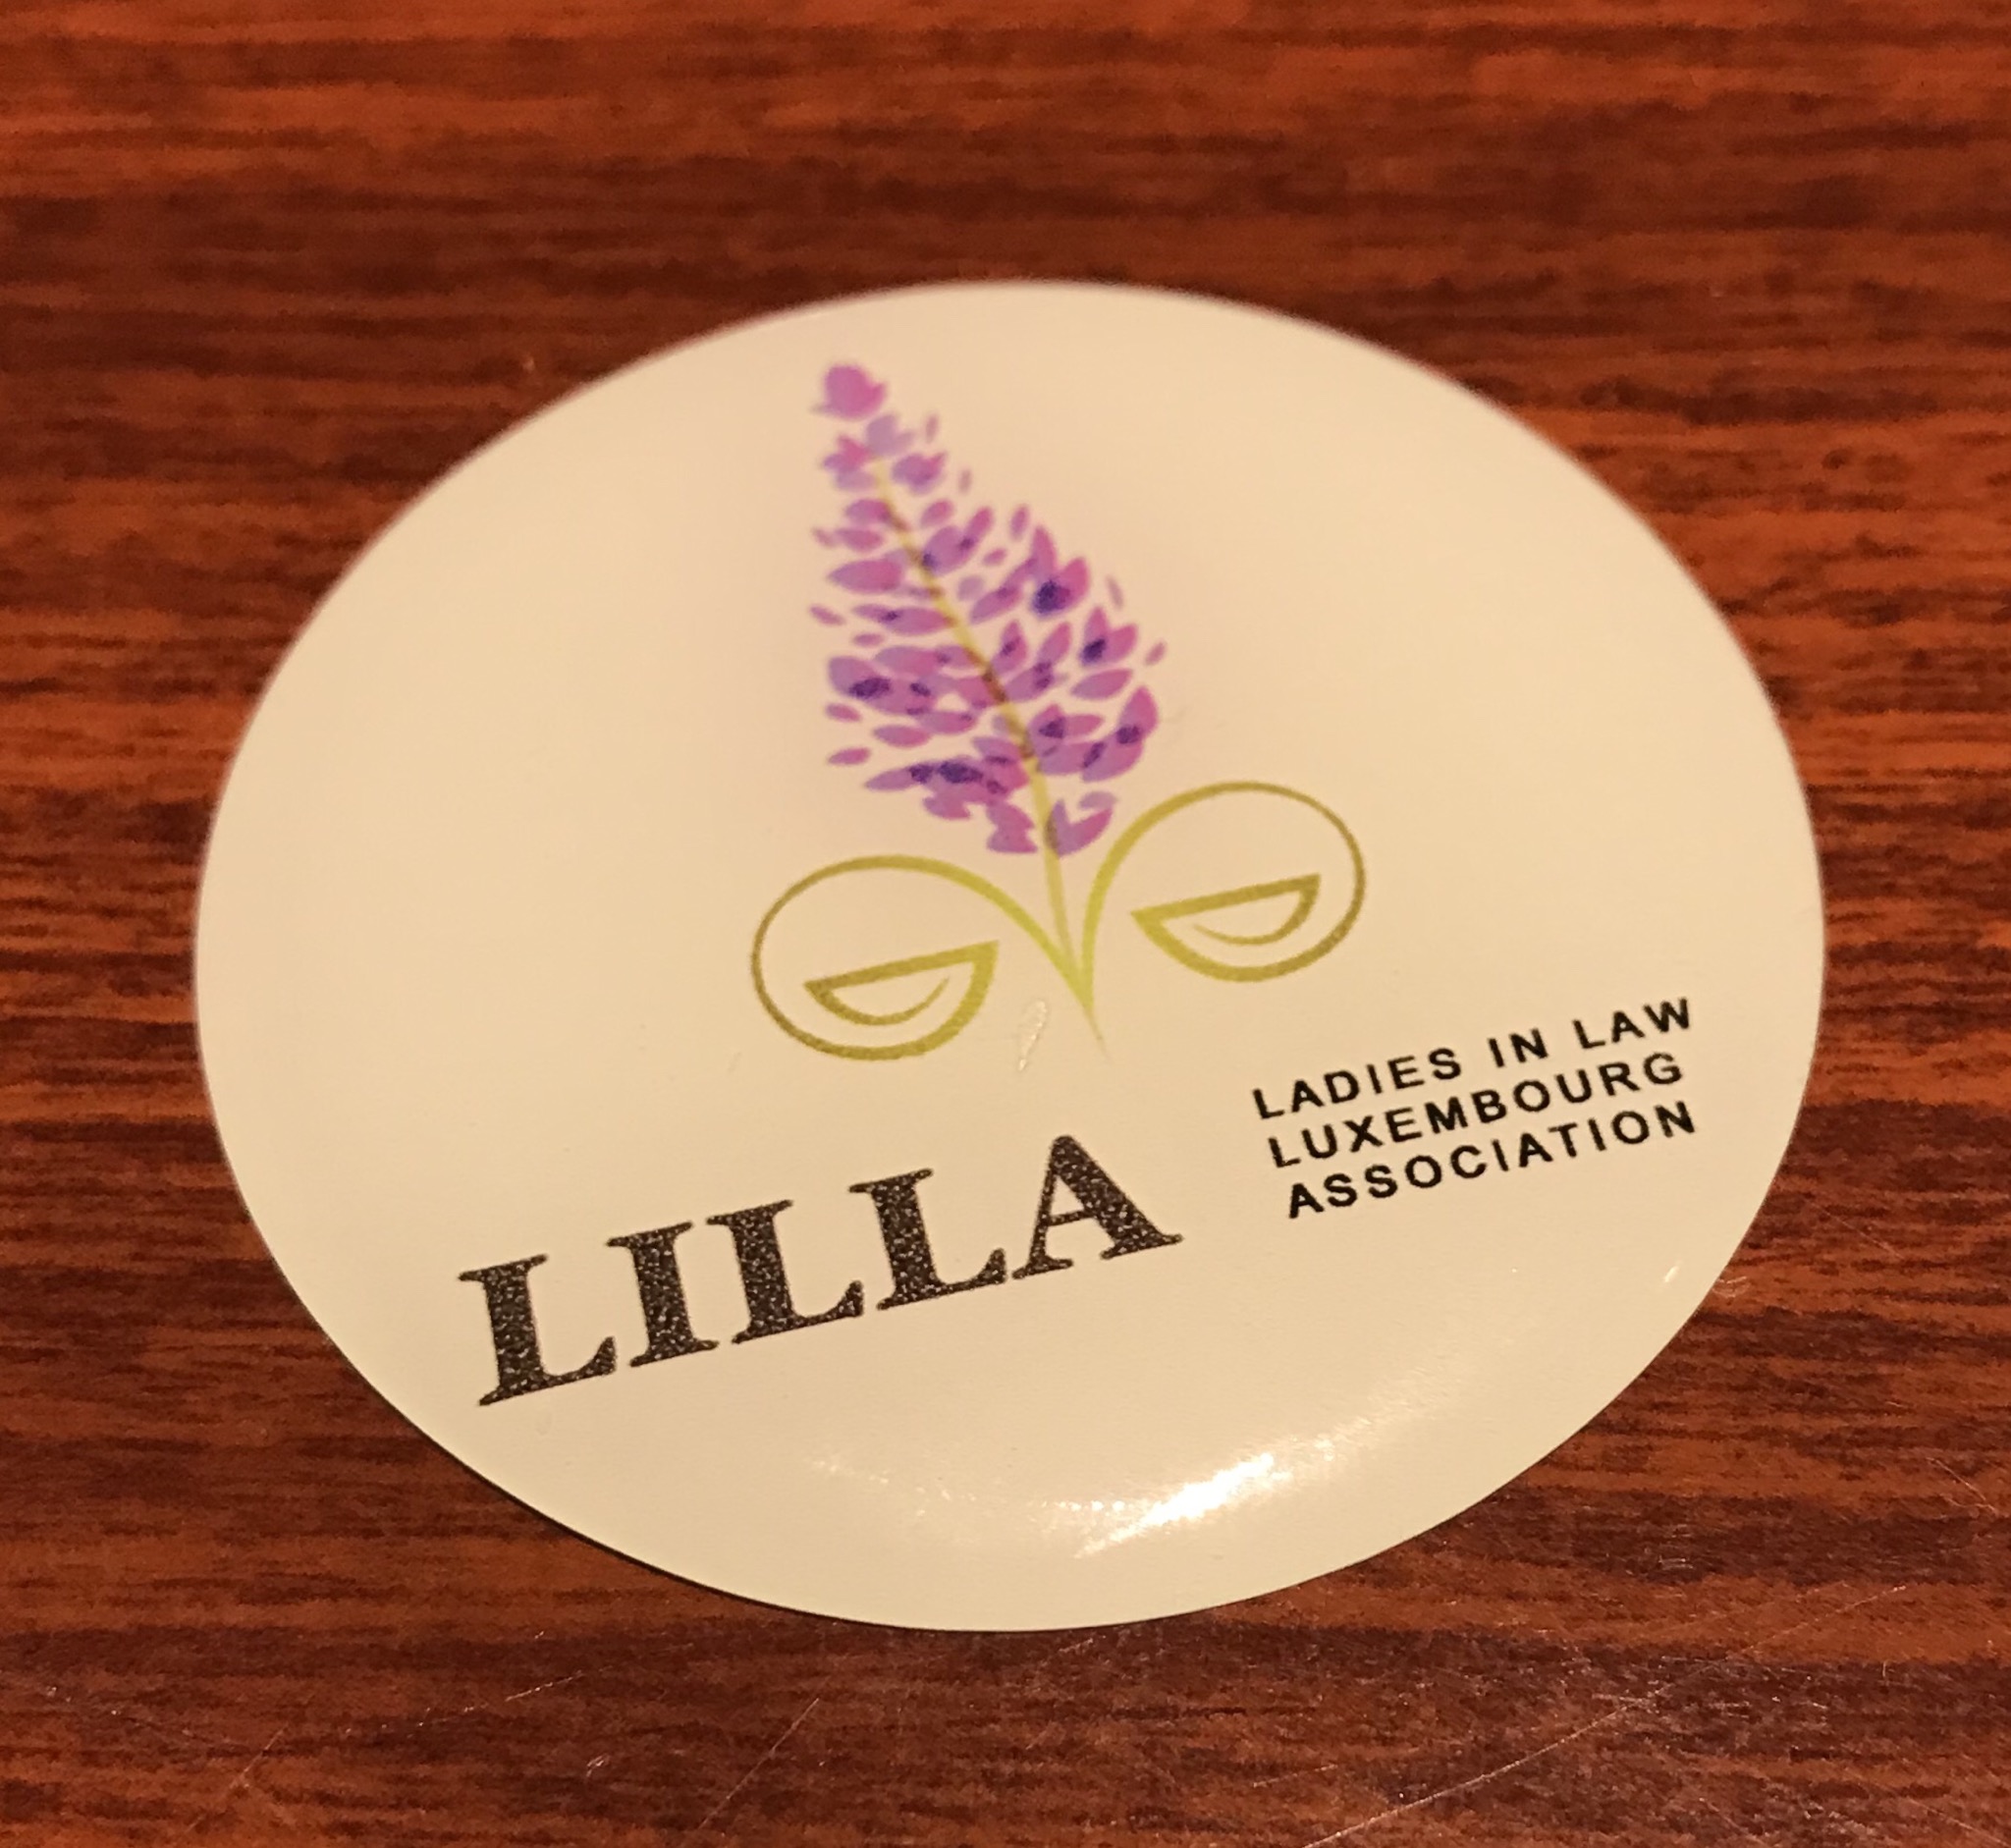 LILLA
LADIES IN LAW
LUXEMBOURG
ASSOCIATION